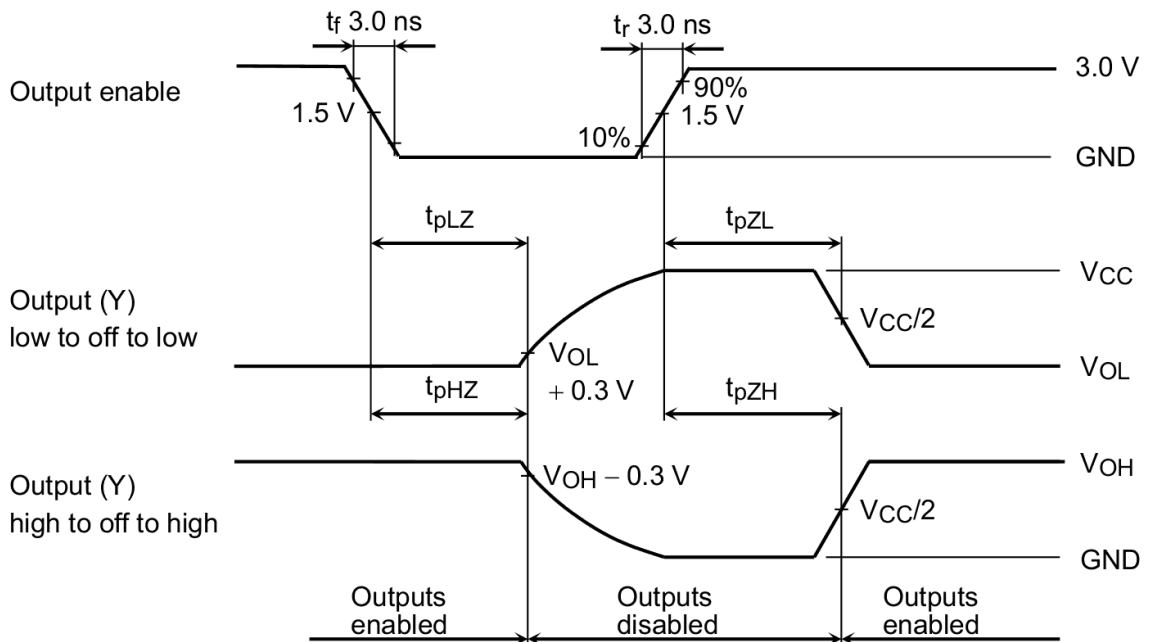 tf 3.0 ns
tr 3.0 ns
3.0 V
Output enable
90%
1.5 V
1.5 V
10%
GND
tpLZ
tpZL
VCC
Output (Y)
low to off to low
VCC/2
VOL
+ 0.3 V
VOL
tpHZ
tpZH
VOH
Output (Y)
high to off to high
VOH – 0.3 V
VCC/2
GND
Outputs
enabled
Outputs
disabled
Outputs
enabled